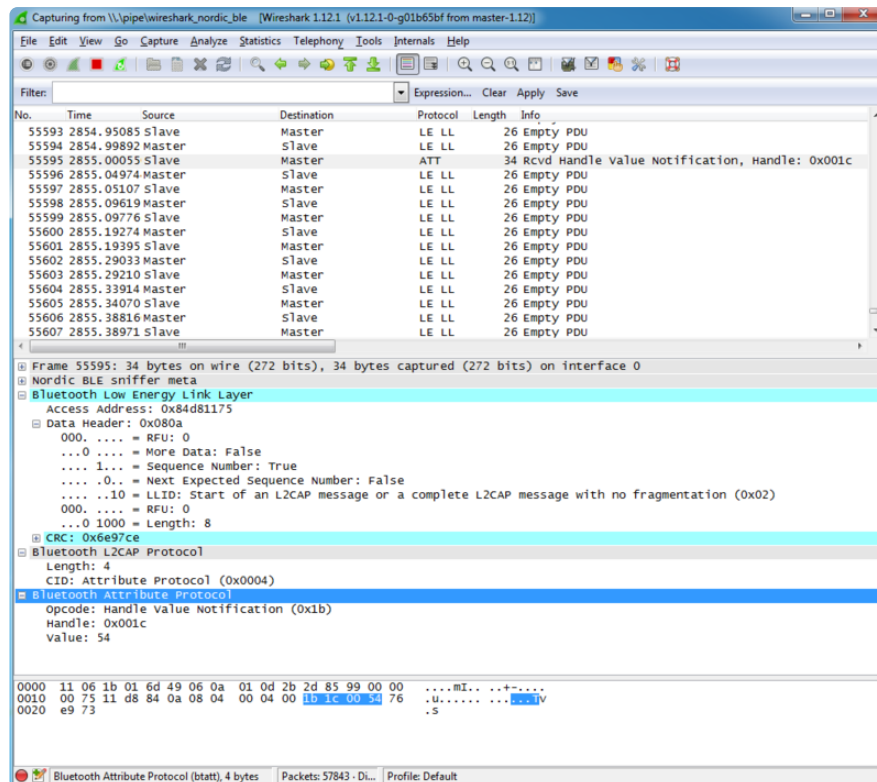 Capturing from \\.\pipe\wireshark_nordic_ble [Wireshark 1.12.1 (v1.12.1-0-g01b65bf from master-1.12)]
File Edit View Go Capture Analyze Statistics Telephony Tools Internals Help
Filter: Expression... Clear Apply Save
No. Time Source Destination Protocol Length Info
55593 2854.95085 Slave Master LE LL 26 Empty PDU
55594 2854.99892 Master Slave LE LL 26 Empty PDU
55595 2855.00055 Slave Master ATT 34 Rcvd Handle Value Notification, Handle: 0x001c
55596 2855.04974 Master Slave LE LL 26 Empty PDU
55597 2855.05107 Slave Master LE LL 26 Empty PDU
55598 2855.09619 Master Slave LE LL 26 Empty PDU
55599 2855.09776 Slave Master LE LL 26 Empty PDU
55600 2855.19274 Master Slave LE LL 26 Empty PDU
55601 2855.19395 Slave Master LE LL 26 Empty PDU
55602 2855.29033 Master Slave LE LL 26 Empty PDU
55603 2855.29210 Slave Master LE LL 26 Empty PDU
55604 2855.33914 Master Slave LE LL 26 Empty PDU
55605 2855.34070 Slave Master LE LL 26 Empty PDU
55606 2855.38816 Master Slave LE LL 26 Empty PDU
55607 2855.38971 Slave Master LE LL 26 Empty PDU
Frame 55595: 34 bytes on wire (272 bits), 34 bytes captured (272 bits) on interface 0
Nordic BLE sniffer meta
Bluetooth Low Energy Link Layer
Access Address: 0x84d81175
Data Header: 0x080a
000. .... = RFU: 0
...0 .... = More Data: False
.... 1... = Sequence Number: True
.... .0.. = Next Expected Sequence Number: False
.... ..10 = LLID: Start of an L2CAP message or a complete L2CAP message with no fragmentation (0x02)
000. .... = RFU: 0
...0 1000 = Length: 8
CRC: 0x6e97ce
Bluetooth L2CAP Protocol
Length: 4
CID: Attribute Protocol (0x0004)
Bluetooth Attribute Protocol
Opcode: Handle Value Notification (0x1b)
Handle: 0x001c
Value: 54
0000 11 06 1b 01 6d 49 06 0a 01 0d 2b 2d 85 99 00 00 ....mI.. ..+-....
0010 00 75 11 d8 84 0a 08 04 00 04 00 1b 1c 00 54 76 .u...... ......Tv
0020 e9 73 .s
Bluetooth Attribute Protocol (btatt), 4 bytes Packets: 57843 · Di... Profile: Default